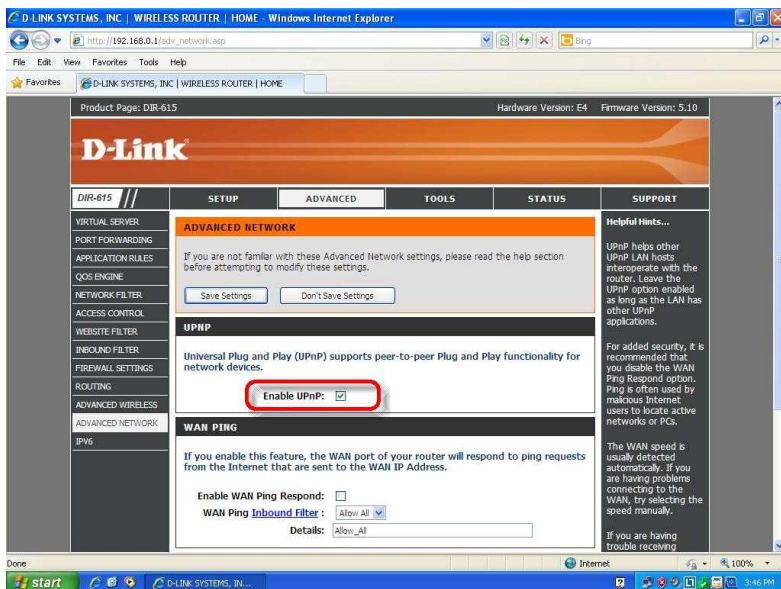 D-LINK SYSTEMS, INC | WIRELESS ROUTER | HOME - Windows Internet Explorer
http://192.168.0.1/adv_network.asp
Bing
File Edit View Favorites Tools Help
Favorites
D-LINK SYSTEMS, INC | WIRELESS ROUTER | HOME
Product Page: DIR-615
Hardware Version: E4
Firmware Version: 5.10
D-Link
DIR-615
SETUP
ADVANCED
TOOLS
STATUS
SUPPORT
VIRTUAL SERVER
PORT FORWARDING
APPLICATION RULES
QOS ENGINE
NETWORK FILTER
ACCESS CONTROL
WEBSITE FILTER
INBOUND FILTER
FIREWALL SETTINGS
ROUTING
ADVANCED WIRELESS
ADVANCED NETWORK
IPV6
ADVANCED NETWORK
If you are not familiar with these Advanced Network settings, please read the help section
before attempting to modify these settings.
Save Settings
Don't Save Settings
UPNP
Universal Plug and Play (UPnP) supports peer-to-peer Plug and Play functionality for
network devices.
Enable UPnP:
WAN PING
If you enable this feature, the WAN port of your router will respond to ping requests
from the Internet that are sent to the WAN IP Address.
Enable WAN Ping Respond:
WAN Ping Inbound Filter : Allow All
Details: Allow_All
Helpful Hints...
UPnP helps other
UPnP LAN hosts
interoperate with the
router. Leave the
UPnP option enabled
as long as the LAN has
other UPnP
applications.
For added security, it is
recommended that
you disable the WAN
Ping Respond option.
Ping is often used by
malicious Internet
users to locate active
networks or PCs.
The WAN speed is
usually detected
automatically. If you
are having problems
connecting to the
WAN, try selecting the
speed manually.
If you are having
trouble receiving
Done
Internet
100%
start
D-LINK SYSTEMS, IN...
3:46 PM